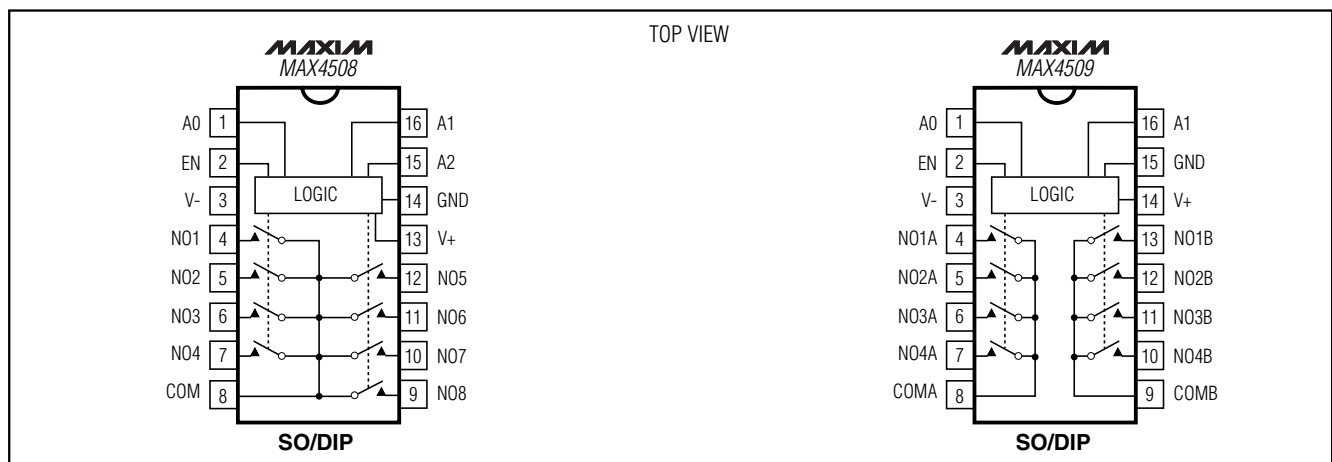 TOP VIEW
MAXIM
MAX4508
A0 1
16 A1
EN 2
15 A2
LOGIC
V- 3
14 GND
NO1 4
13 V+
NO2 5
12 NO5
NO3 6
11 NO6
NO4 7
10 NO7
COM 8
9 NO8
SO/DIP
MAXIM
MAX4509
A0 1
16 A1
EN 2
15 GND
LOGIC
V- 3
14 V+
NO1A 4
13 NO1B
NO2A 5
12 NO2B
NO3A 6
11 NO3B
NO4A 7
10 NO4B
COMA 8
9 COMB
SO/DIP